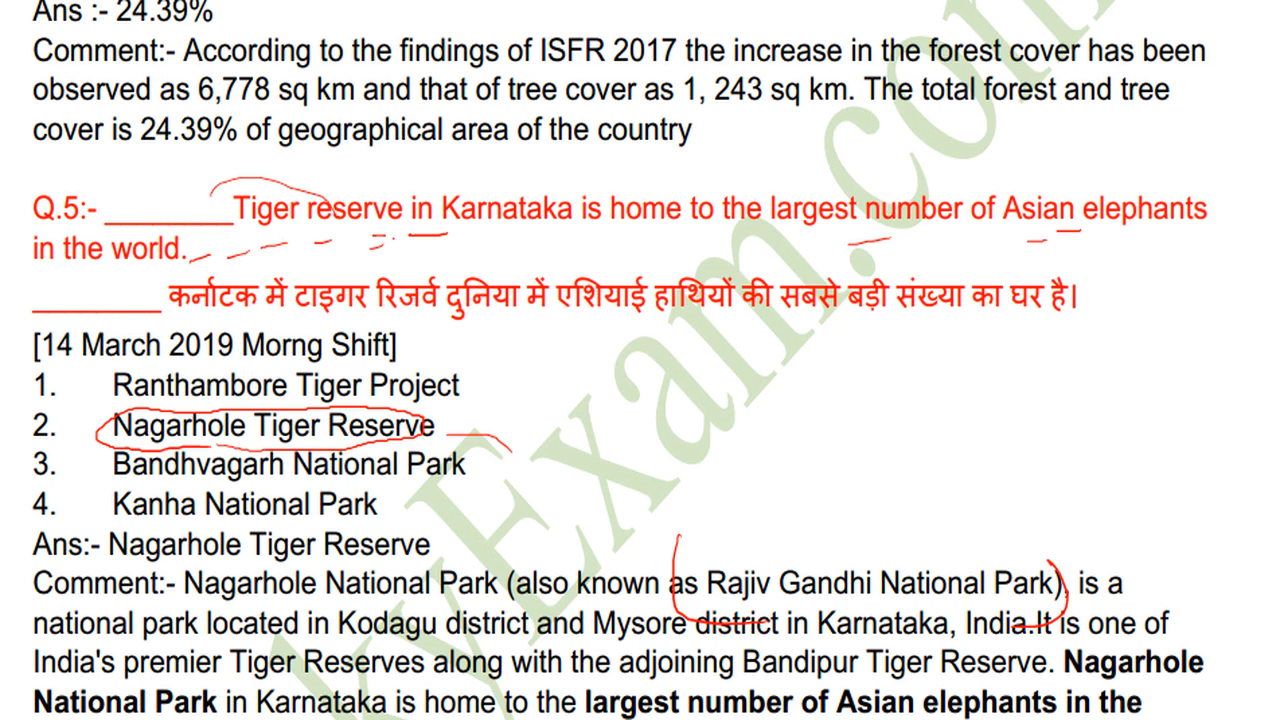 Ans :- 24.39%
Comment:- According to the findings of ISFR 2017 the increase in the forest cover has been
observed as 6,778 sq km and that of tree cover as 1, 243 sq km. The total forest and tree
cover is 24.39% of geographical area of the country
Q.5:- _________Tiger reserve in Karnataka is home to the largest number of Asian elephants
in the world.
_________ कर्नाटक में टाइगर रिजर्व दुनिया में एशियाई हाथियों की सबसे बड़ी संख्या का घर है।
[14 March 2019 Morng Shift]
1. Ranthambore Tiger Project
2. Nagarhole Tiger Reserve
3. Bandhvagarh National Park
4. Kanha National Park
Ans:- Nagarhole Tiger Reserve
Comment:- Nagarhole National Park (also known as Rajiv Gandhi National Park), is a
national park located in Kodagu district and Mysore district in Karnataka, India.It is one of
India's premier Tiger Reserves along with the adjoining Bandipur Tiger Reserve. Nagarhole
National Park in Karnataka is home to the largest number of Asian elephants in the
kyExam.com